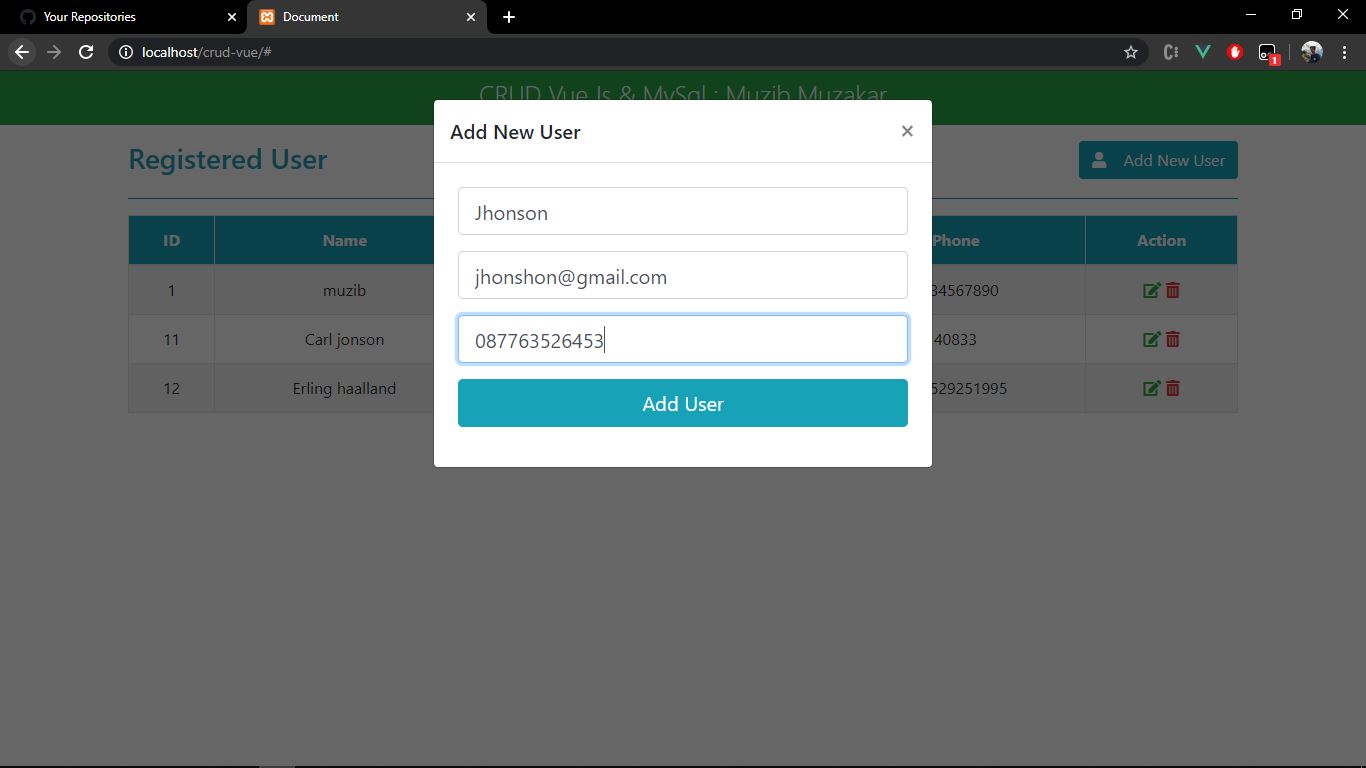 Your Repositories
Document
localhost/crud-vue/#
1
CRUD Vue Js & MySql : Muzib Muzakar
Add New User
Registered User
Add New User
Jhonson
jhonshon@gmail.com
087763526453
Add User
ID Name Phone Action
1 muzib 34567890
11 Carl jonson 40833
12 Erling haalland 529251995